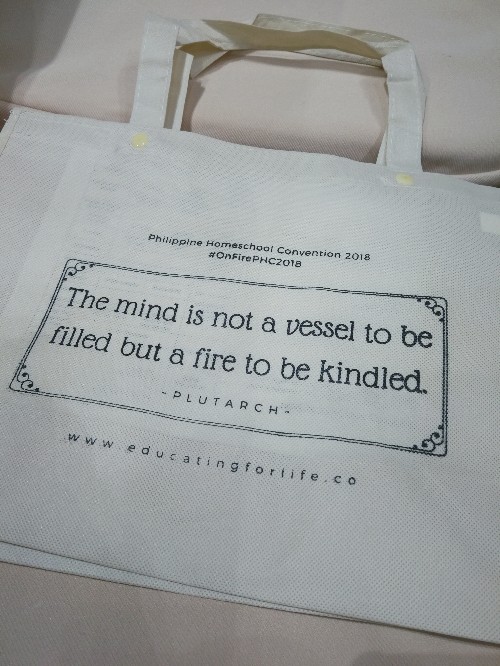 Philippine Homeschool Convention 2018
#OnFirePHC2018
The mind is not a vessel to be
filled but a fire to be kindled.
-PLUTARCH-
www.educatingforlife.co